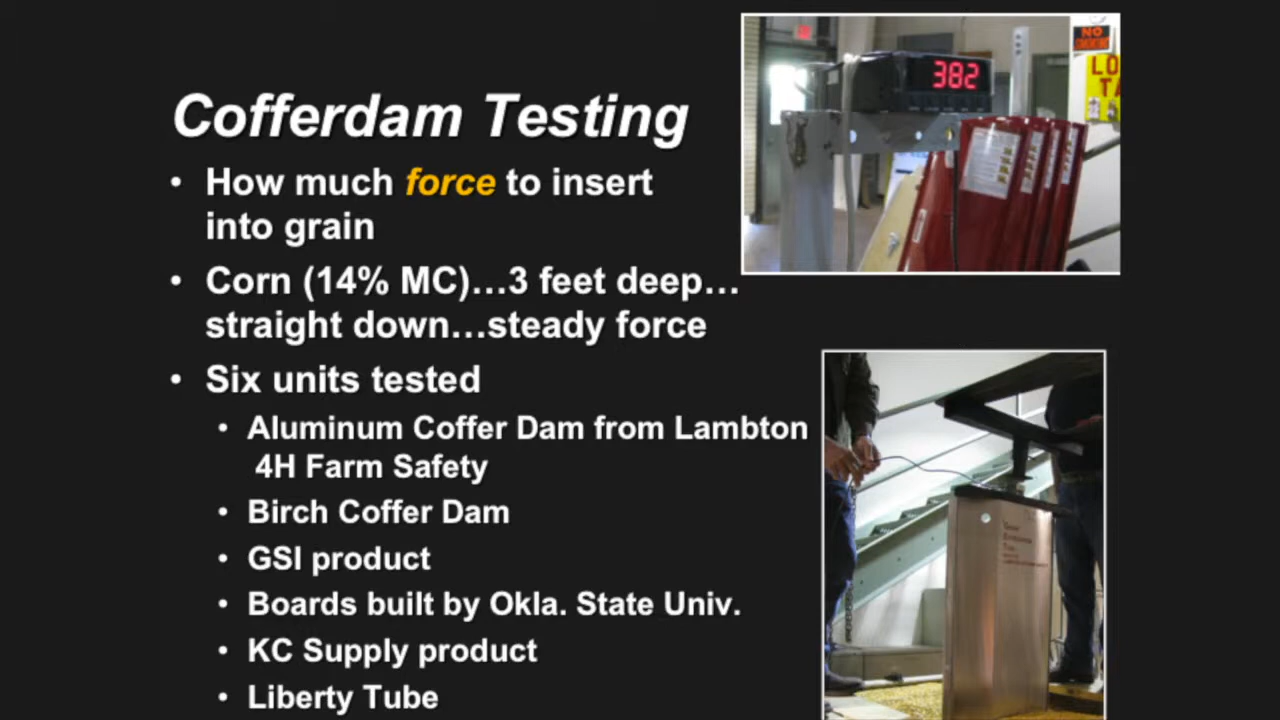 Cofferdam Testing
• How much force to insert
into grain
• Corn (14% MC)...3 feet deep...
straight down...steady force
• Six units tested
• Aluminum Coffer Dam from Lambton
4H Farm Safety
• Birch Coffer Dam
• GSI product
• Boards built by Okla. State Univ.
• KC Supply product
• Liberty Tube
382
NO
LO
TA